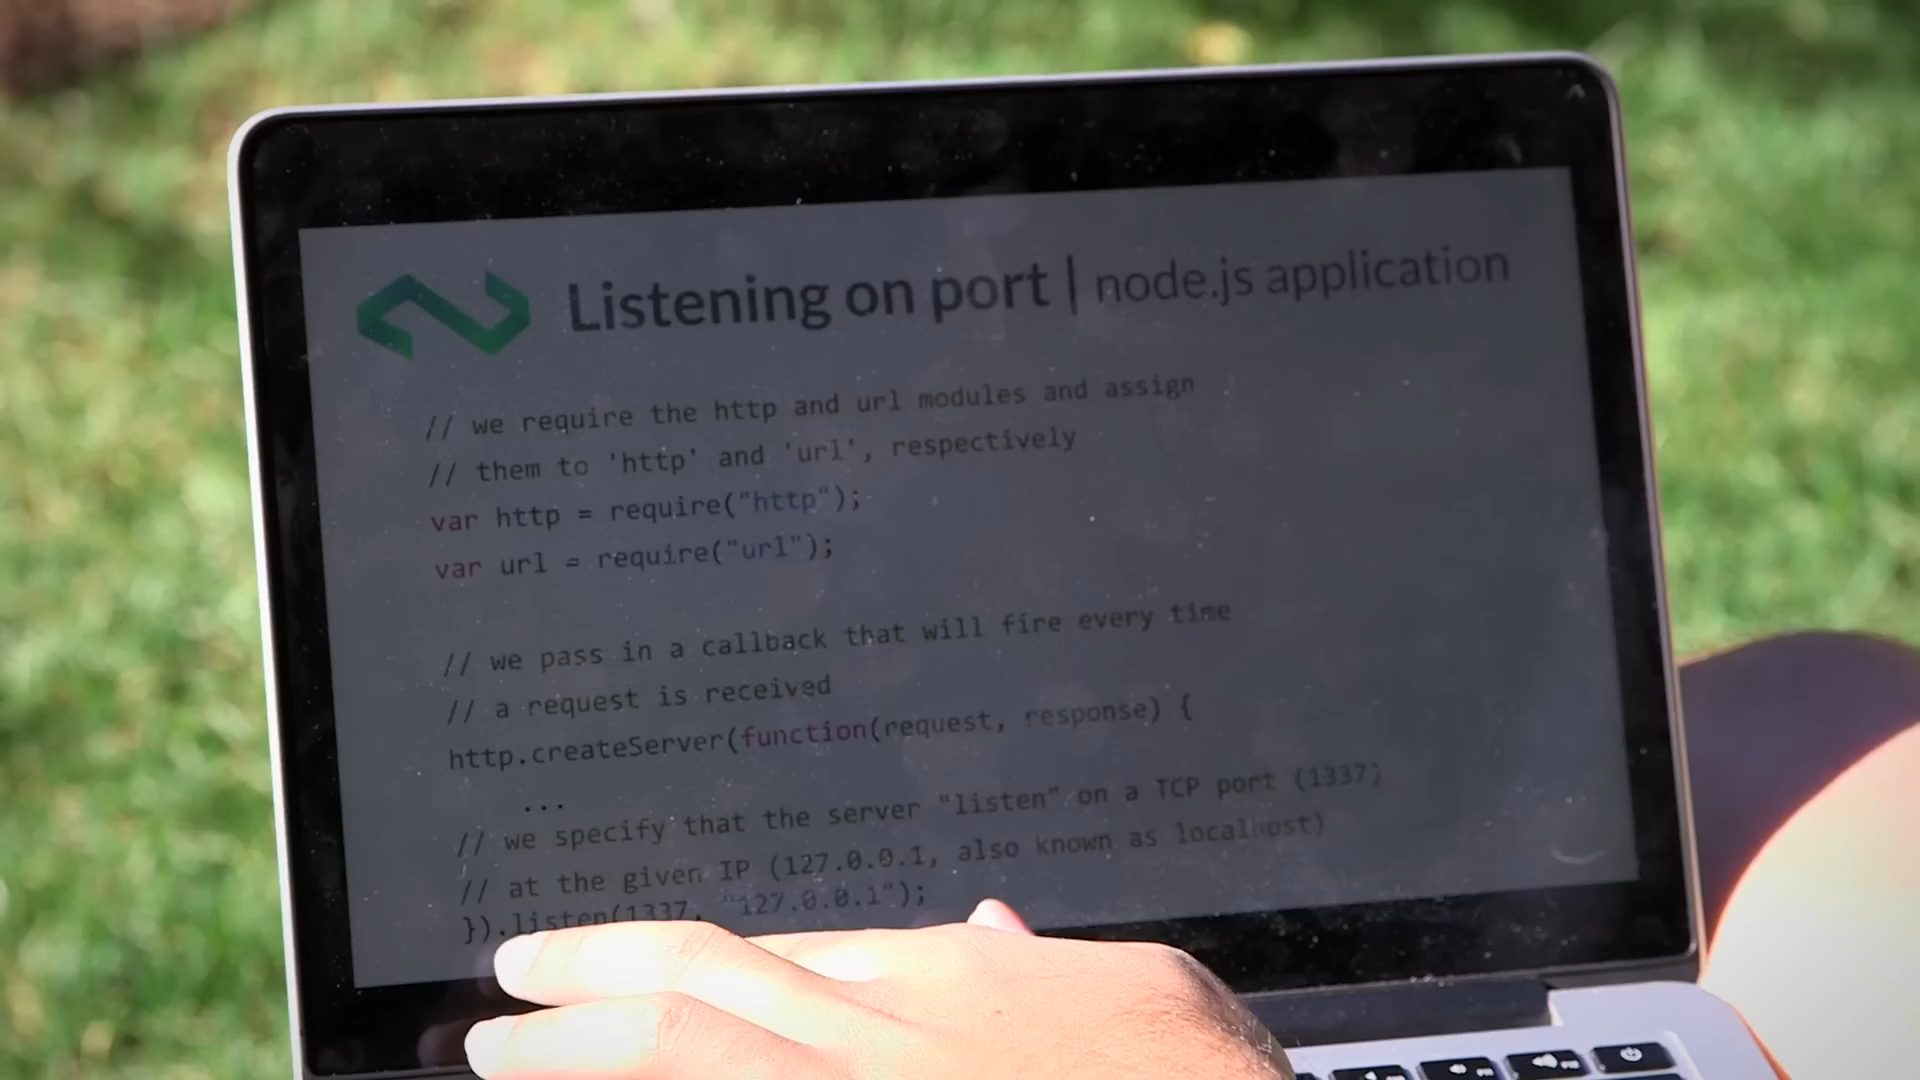 Listening on port | node.js application
// we require the http and url modules and assign
// them to 'http' and 'url', respectively
var http = require("http");
var url = require("url");
// we pass in a callback that will fire every time
// a request is received
http.createServer(function(request, response) {
...
// we specify that the server "listen" on a TCP port (1337)
// at the given IP (127.0.0.1, also known as localhost)
}).listen(1337, "127.0.0.1");